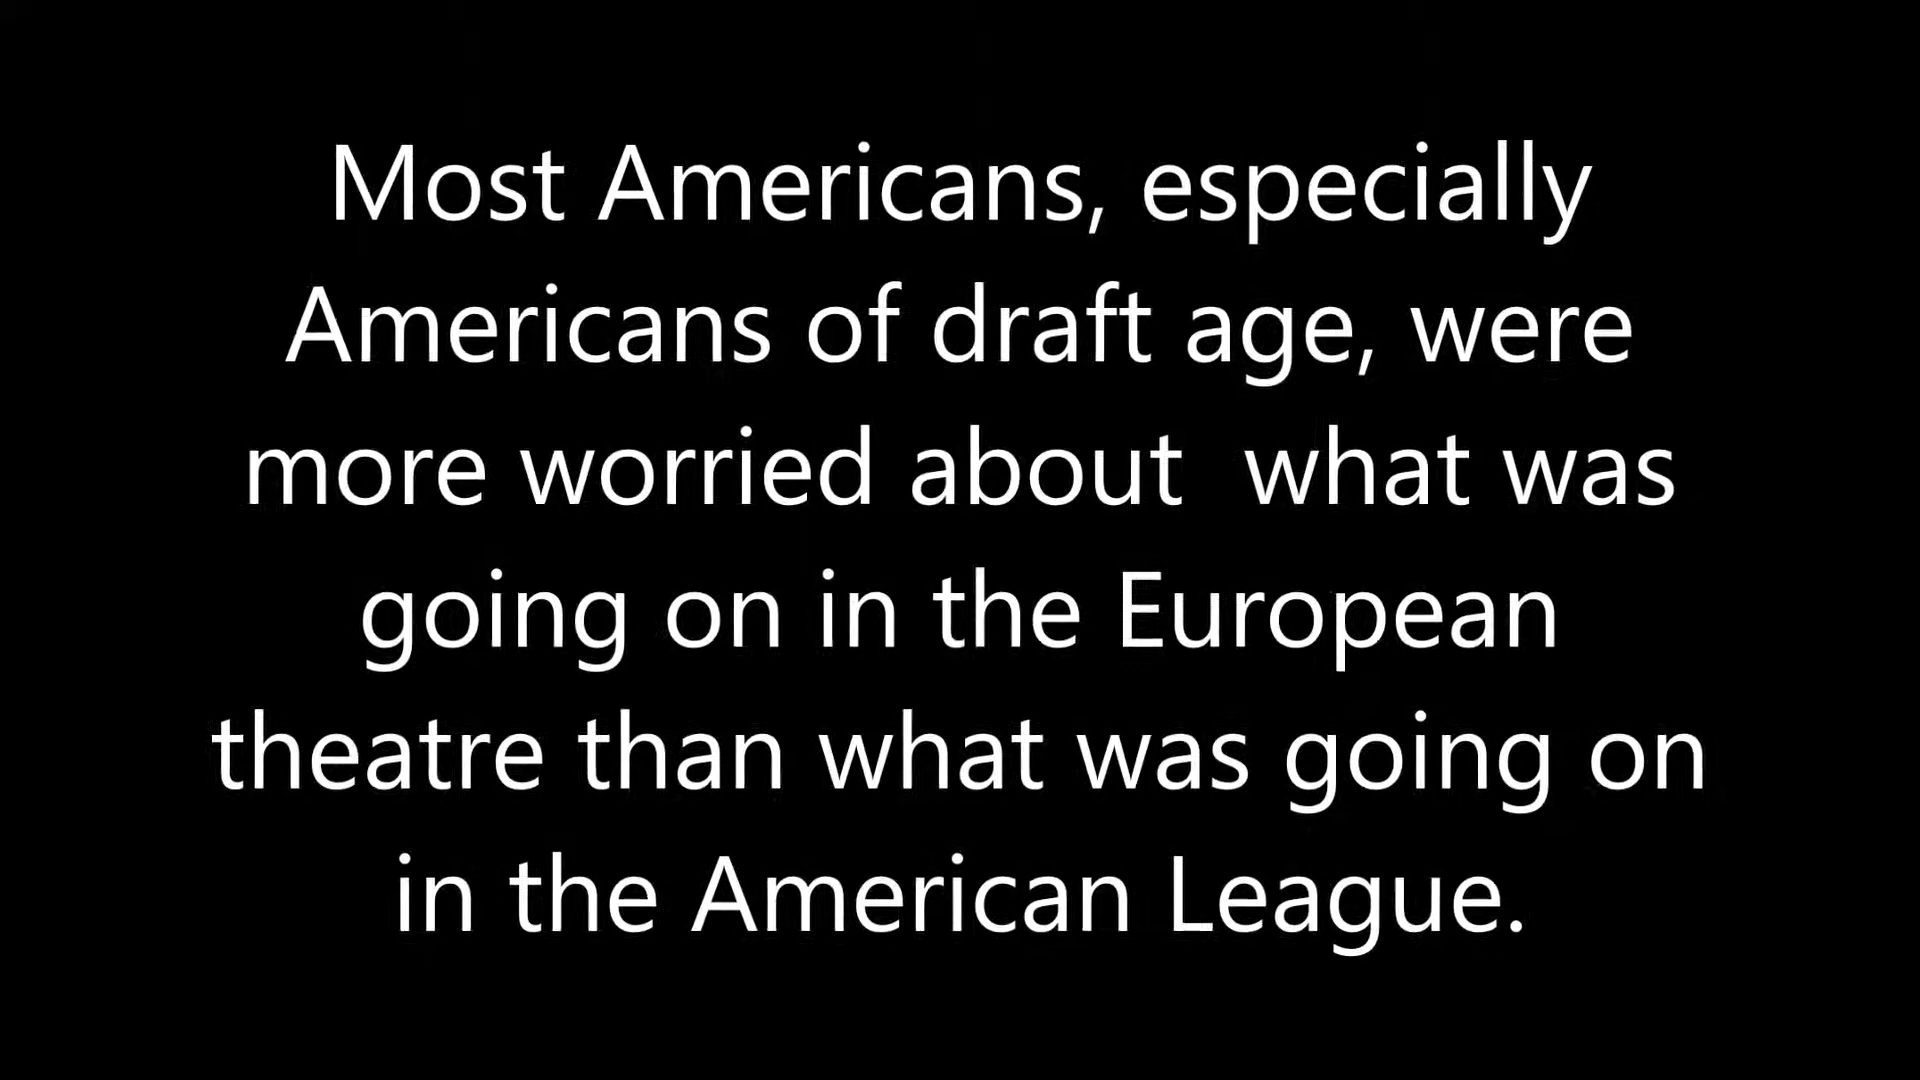 Most Americans, especially
Americans of draft age, were
more worried about  what was
going on in the European
theatre than what was going on
in the American League.